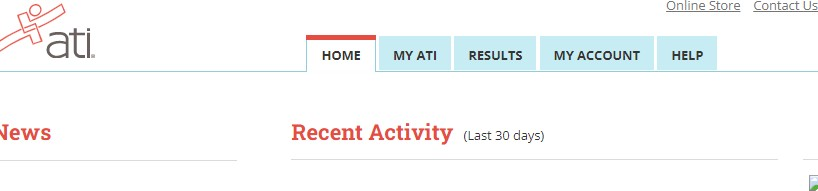 Online Store Contact Us
ati
HOME MY ATI RESULTS MY ACCOUNT HELP
News
Recent Activity (Last 30 days)